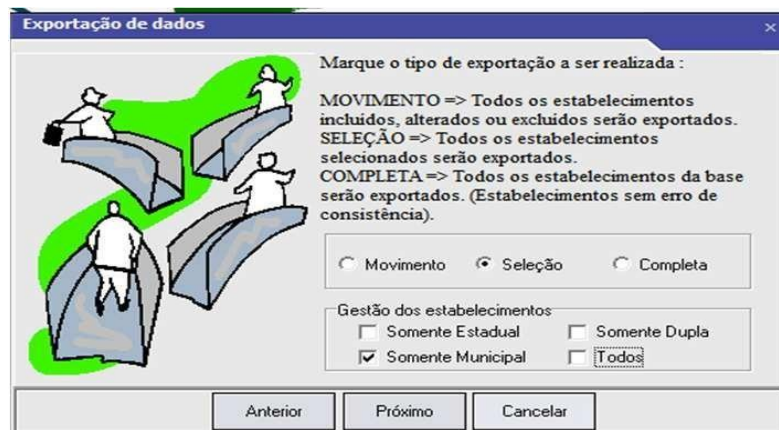 Exportação de dados
Marque o tipo de exportação a ser realizada :
MOVIMENTO => Todos os estabelecimentos
incluidos, alterados ou excluidos serão exportados.
SELEÇÃO => Todos os estabelecimentos
selecionados serão exportados.
COMPLETA => Todos os estabelecimentos da base
serão exportados. (Estabelecimentos sem erro de
consistência).
Movimento Seleção Completa
Gestão dos estabelecimentos
Somente Estadual Somente Dupla
Somente Municipal Todos
Anterior Próximo Cancelar